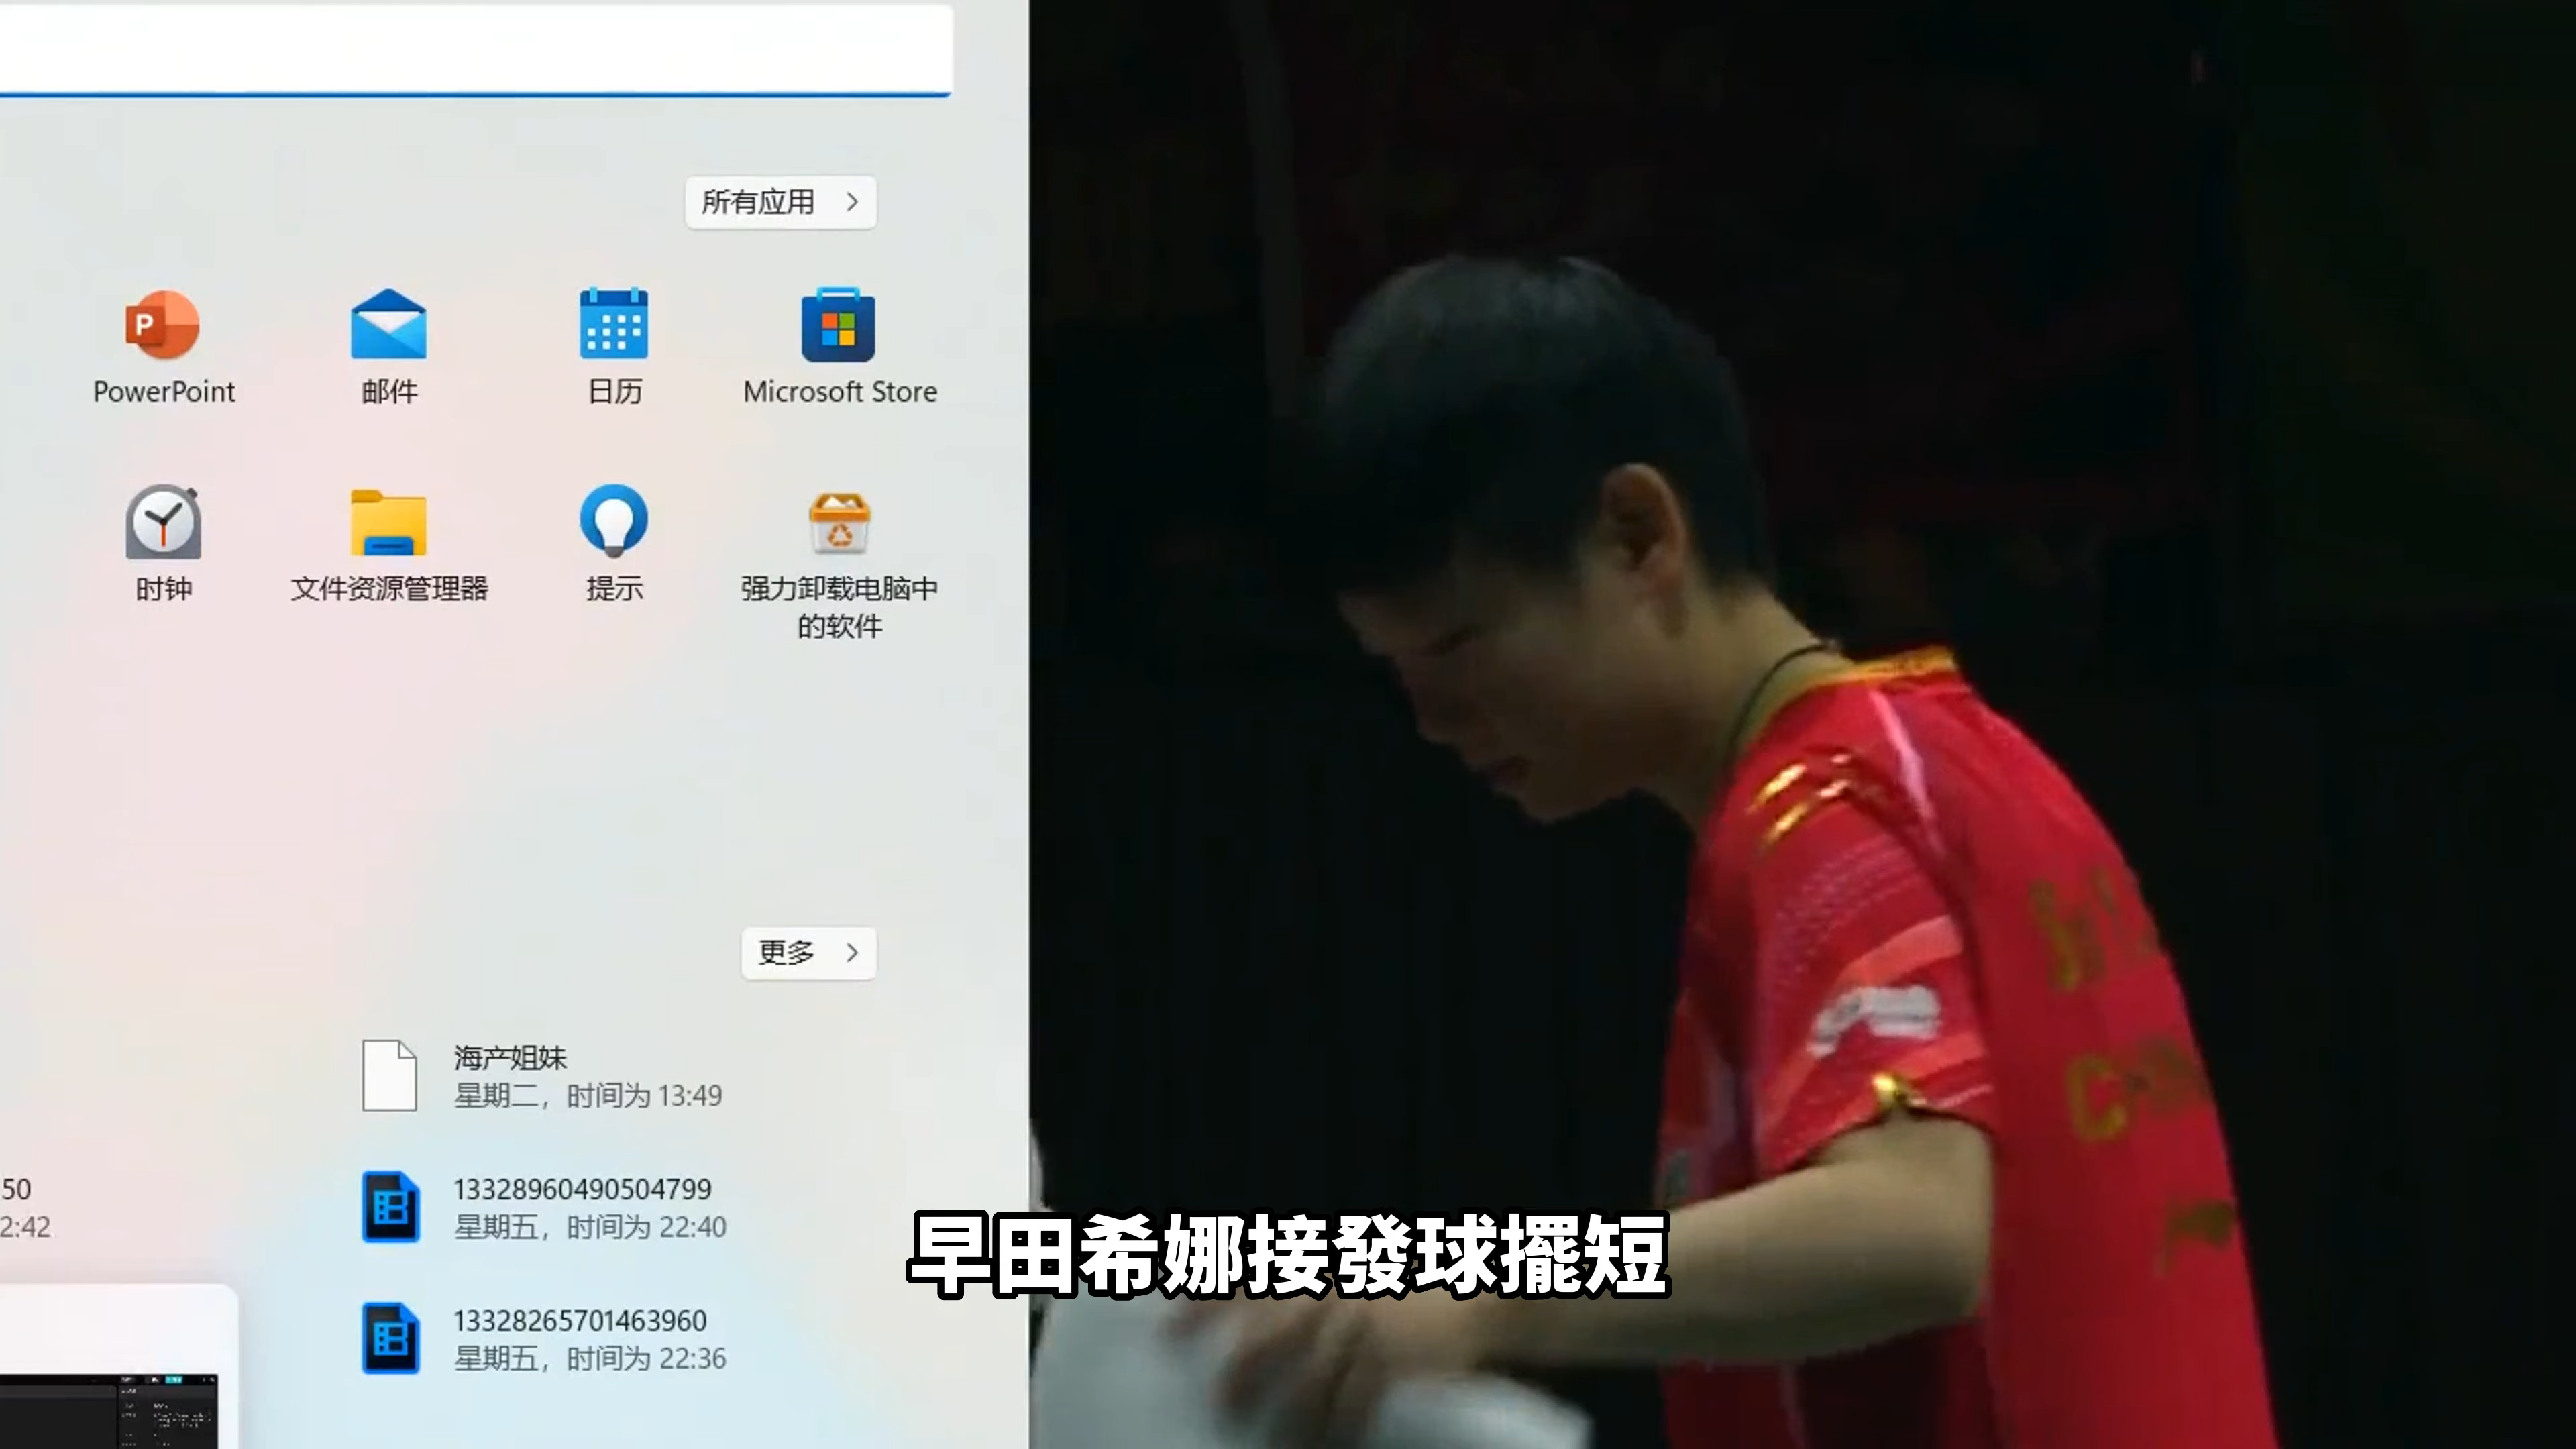 所有应用
PowerPoint
邮件
日历
Microsoft Store
时钟
文件资源管理器
提示
强力卸载电脑中
的软件
更多
海产姐妹
星期二，时间为 13:49
50
2:42
13328960490504799
星期五，时间为 22:40
13328265701463960
星期五，时间为 22:36
早田希娜接發球擺短